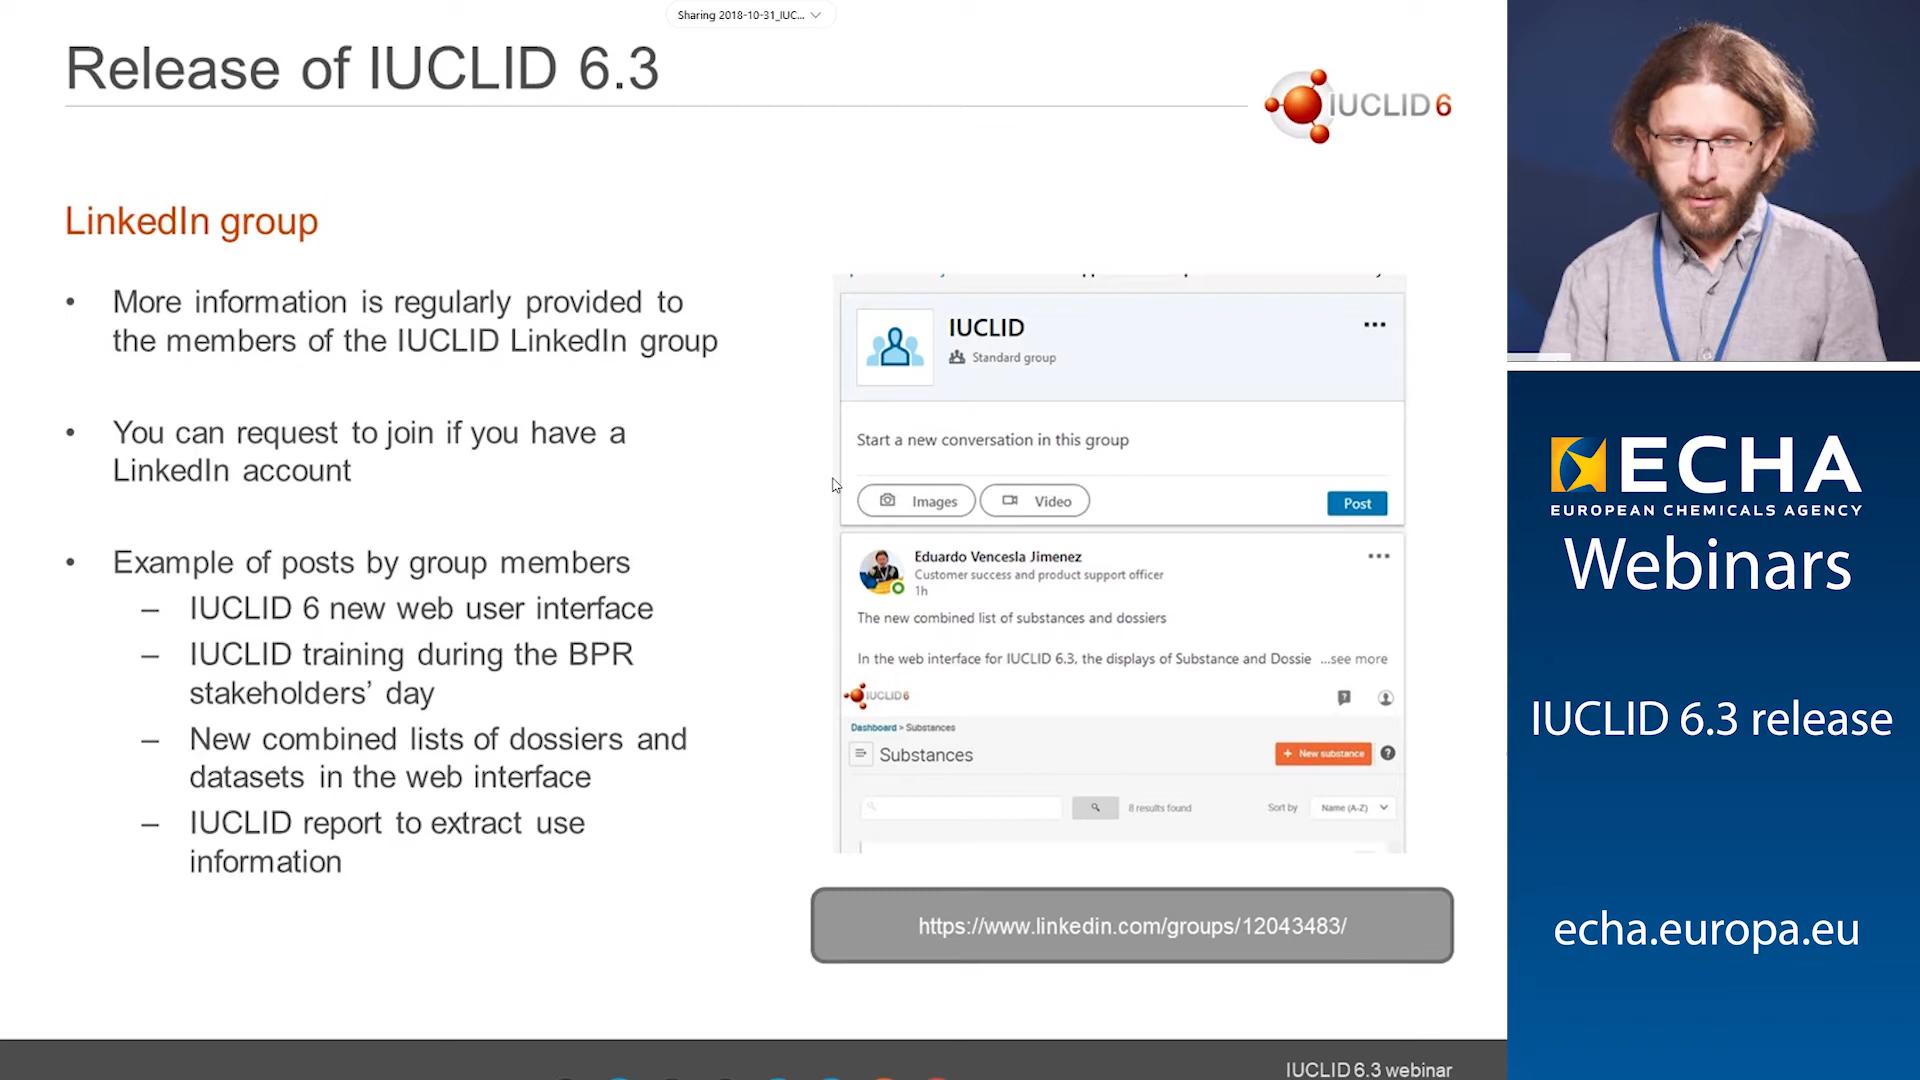 Sharing 2018-10-31_IUC...
Release of IUCLID 6.3
IUCLID 6
LinkedIn group
• More information is regularly provided to
the members of the IUCLID LinkedIn group
• You can request to join if you have a
LinkedIn account
• Example of posts by group members
– IUCLID 6 new web user interface
– IUCLID training during the BPR
stakeholders’ day
– New combined lists of dossiers and
datasets in the web interface
– IUCLID report to extract use
information
IUCLID
Standard group
Start a new conversation in this group
Images
Video
Post
Eduardo Vencesla Jimenez
Customer success and product support officer
1h
The new combined list of substances and dossiers
In the web interface for IUCLID 6.3, the displays of Substance and Dossie ...see more
IUCLID 6
Dashboard > Substances
Substances
+ New substance
?
8 results found
Sort by
Name (A-Z)
https://www.linkedin.com/groups/12043483/
IUCLID 6.3 webinar
ECHA
EUROPEAN CHEMICALS AGENCY
Webinars
IUCLID 6.3 release
echa.europa.eu